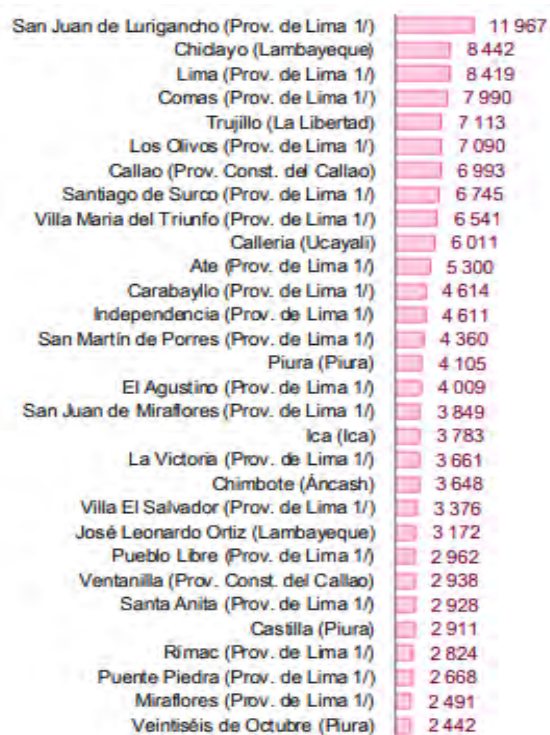 San Juan de Lurigancho (Prov. de Lima 1/) 11 967
Chiclayo (Lambayeque) 8 442
Lima (Prov. de Lima 1/) 8 419
Comas (Prov. de Lima 1/) 7 990
Trujillo (La Libertad) 7 113
Los Olivos (Prov. de Lima 1/) 7 090
Callao (Prov. Const. del Callao) 6 993
Santiago de Surco (Prov. de Lima 1/) 6 745
Villa Maria del Triunfo (Prov. de Lima 1/) 6 541
Calleria (Ucayali) 6 011
Ate (Prov. de Lima 1/) 5 300
Carabayllo (Prov. de Lima 1/) 4 614
Independencia (Prov. de Lima 1/) 4 611
San Martín de Porres (Prov. de Lima 1/) 4 360
Piura (Piura) 4 105
El Agustino (Prov. de Lima 1/) 4 009
San Juan de Miraflores (Prov. de Lima 1/) 3 849
Ica (Ica) 3 783
La Victoria (Prov. de Lima 1/) 3 661
Chimbote (Áncash) 3 648
Villa El Salvador (Prov. de Lima 1/) 3 376
José Leonardo Ortiz (Lambayeque) 3 172
Pueblo Libre (Prov. de Lima 1/) 2 962
Ventanilla (Prov. Const. del Callao) 2 938
Santa Anita (Prov. de Lima 1/) 2 928
Castilla (Piura) 2 911
Rímac (Prov. de Lima 1/) 2 824
Puente Piedra (Prov. de Lima 1/) 2 668
Miraflores (Prov. de Lima 1/) 2 491
Veintiséis de Octubre (Piura) 2 442